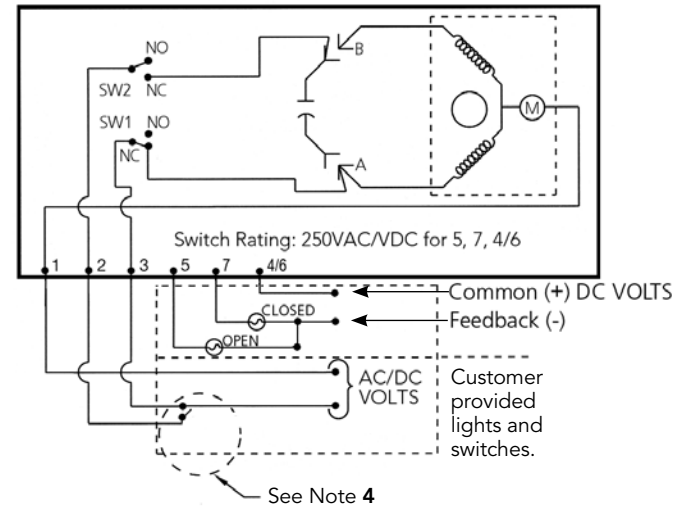 NO
B
SW2 NC
SW1 NO
M
NC
A
Switch Rating: 250VAC/VDC for 5, 7, 4/6
1 2 3 5 7 4/6
Common (+) DC VOLTS
CLOSED
Feedback (-)
OPEN
AC/DC
VOLTS
Customer
provided
lights and
switches.
See Note 4